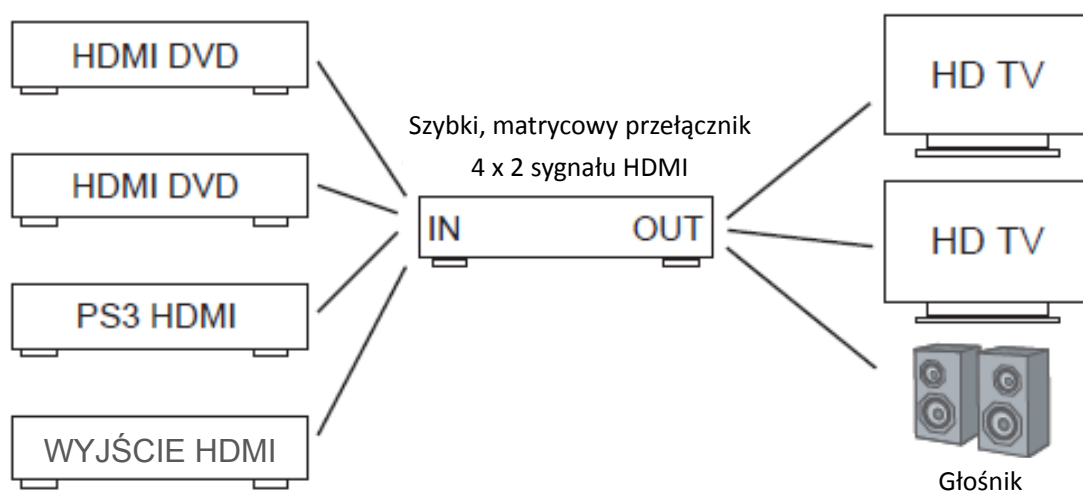 HDMI DVD
HDMI DVD
PS3 HDMI
WYJŚCIE HDMI
Szybki, matrycowy przełącznik
4 x 2 sygnału HDMI
IN OUT
HD TV
HD TV
Głośnik